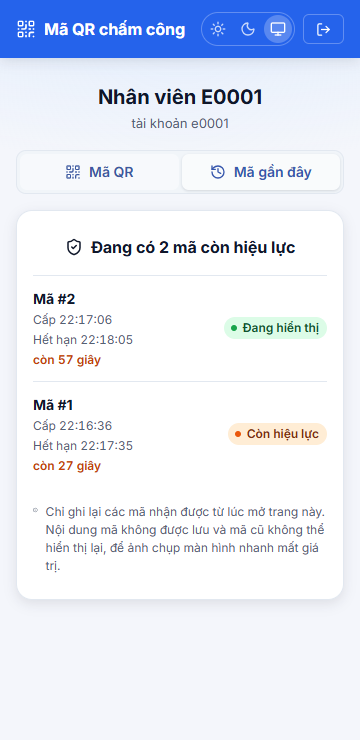 Mã QR chấm công
Nhân viên E0001
tài khoản e0001
Mã QR
Mã gần đây
Đang có 2 mã còn hiệu lực
Mã #2
Cấp 22:17:06
Hết hạn 22:18:05
còn 57 giây
Đang hiển thị
Mã #1
Cấp 22:16:36
Hết hạn 22:17:35
còn 27 giây
Còn hiệu lực
Chỉ ghi lại các mã nhận được từ lúc mở trang này.
Nội dung mã không được lưu và mã cũ không thể
hiển thị lại, để ảnh chụp màn hình nhanh mất giá
trị.